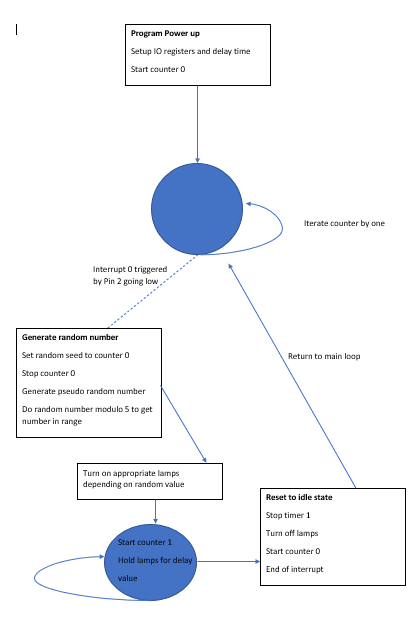 Program Power up
Setup IO registers and delay time
Start counter 0
Iterate counter by one
Interrupt 0 triggered
by Pin 2 going low
Generate random number
Set random seed to counter 0
Stop counter 0
Generate pseudo random number
Do random number modulo 5 to get
number in range
Return to main loop
Turn on appropriate lamps
depending on random value
Start counter 1
Hold lamps for delay
value
Reset to idle state
Stop timer 1
Turn off lamps
Start counter 0
End of interrupt